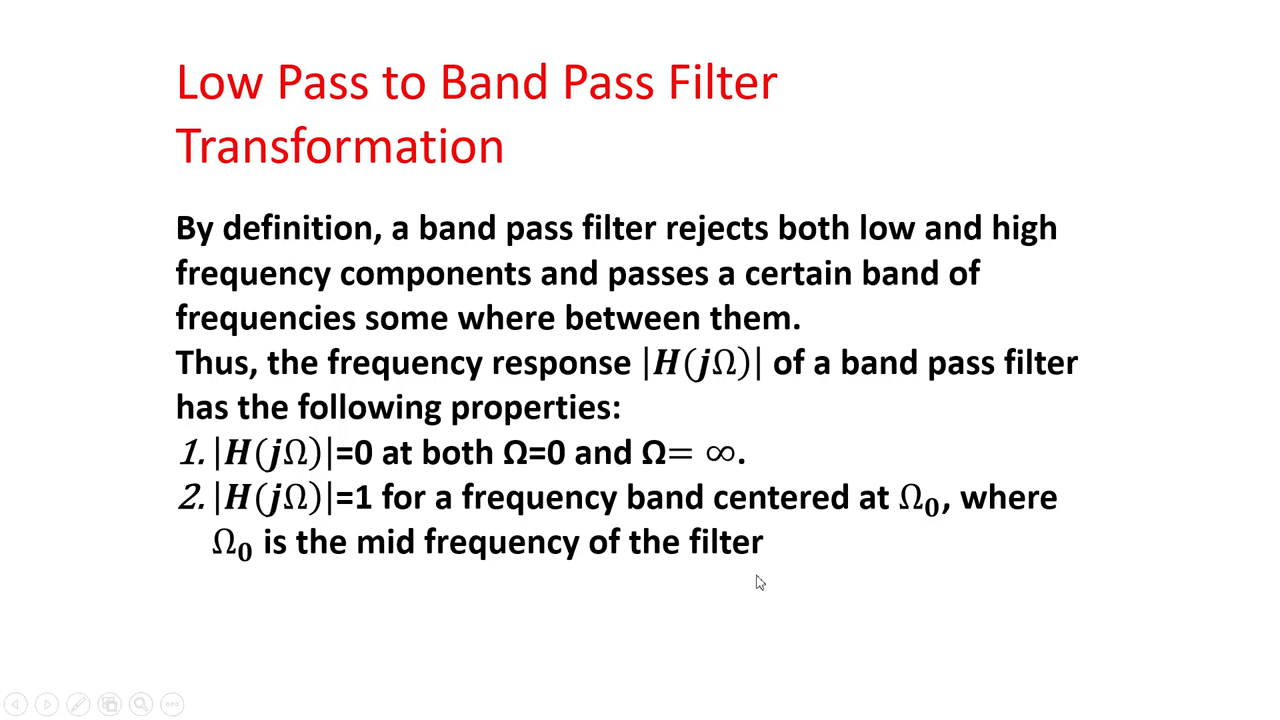 Low Pass to Band Pass Filter
Transformation
By definition, a band pass filter rejects both low and high
frequency components and passes a certain band of
frequencies some where between them.
Thus, the frequency response |H(jΩ)| of a band pass filter
has the following properties:
1. |H(jΩ)|=0 at both Ω=0 and Ω= ∞.
2. |H(jΩ)|=1 for a frequency band centered at Ω₀, where
Ω₀ is the mid frequency of the filter